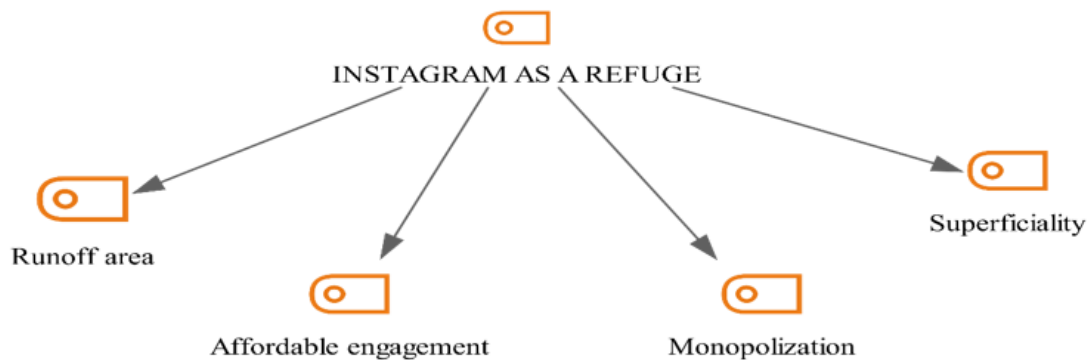 INSTAGRAM AS A REFUGE
Runoff area
Superficiality
Affordable engagement
Monopolization